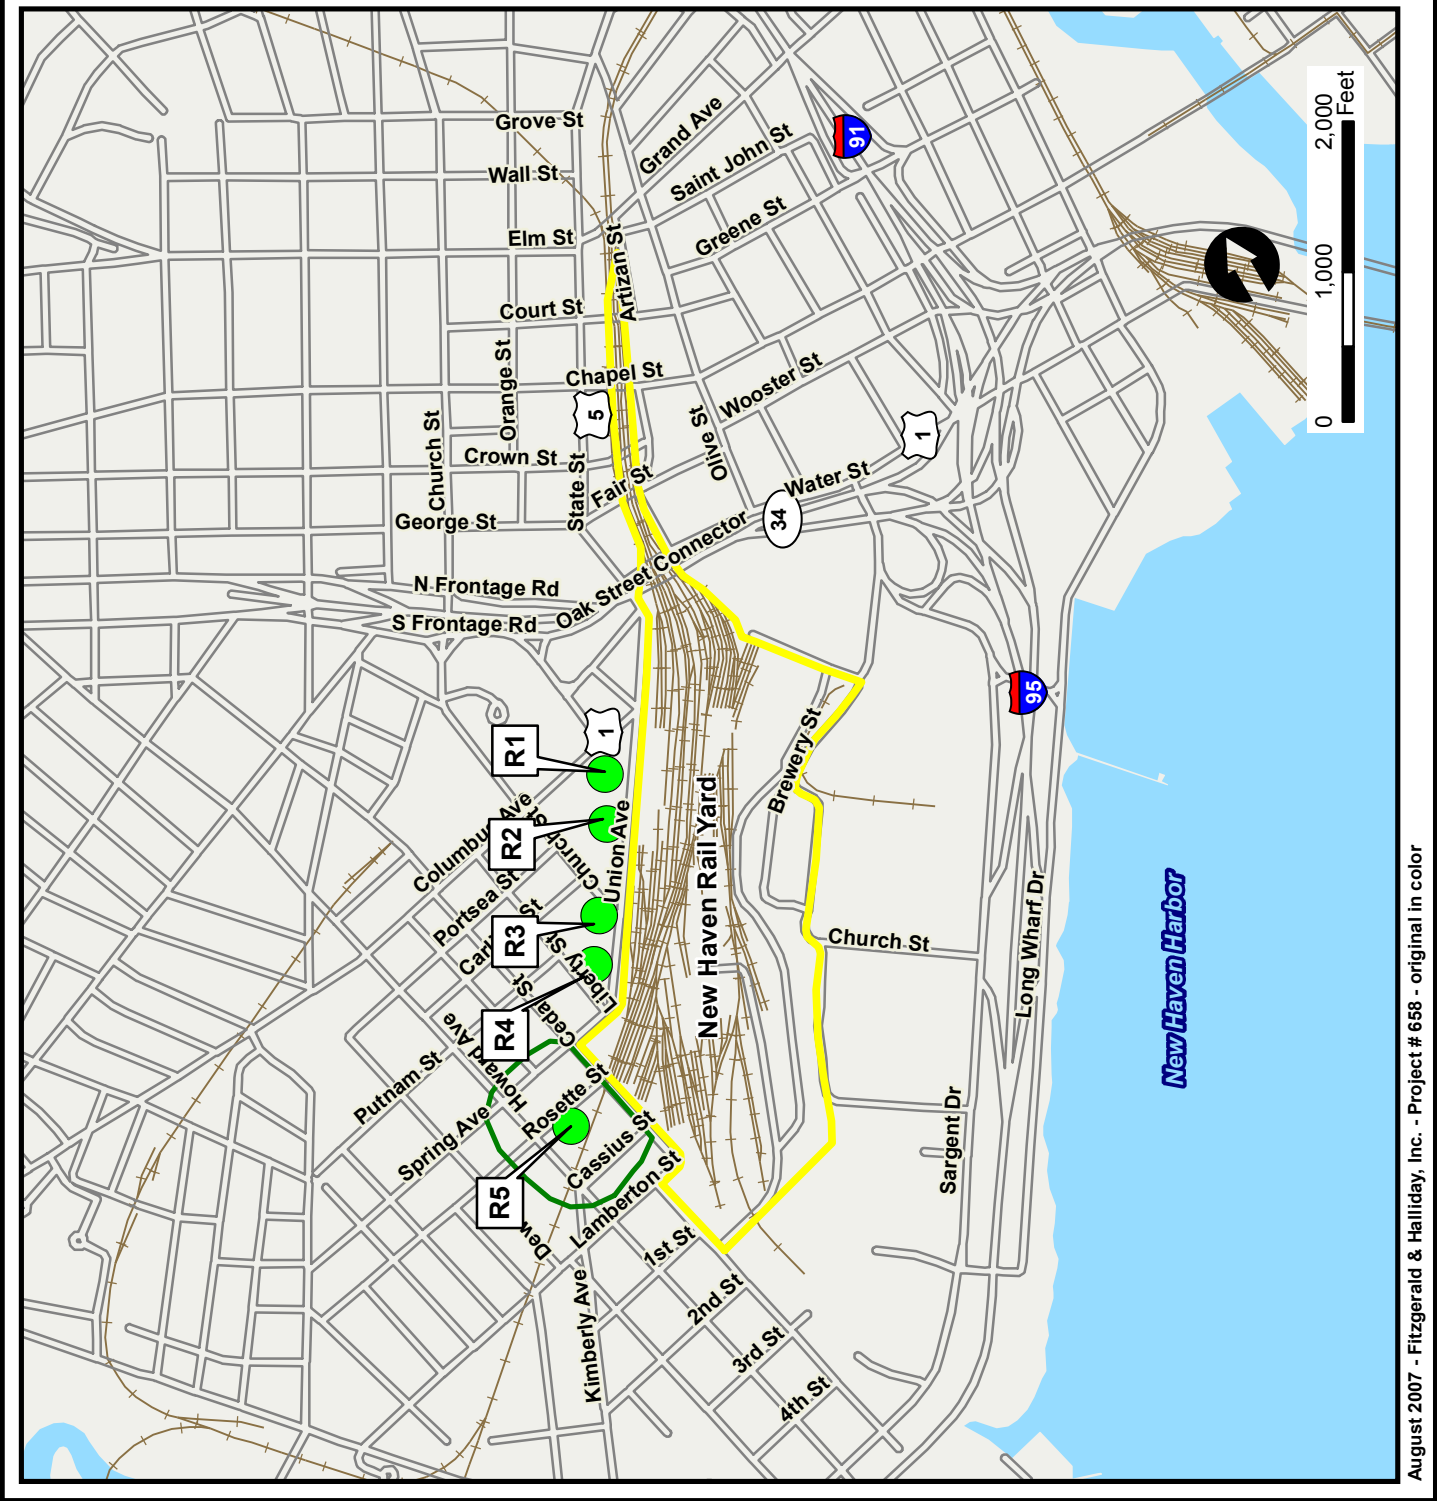 Grove St
Wall St
Elm St
Court St
Chapel St
Orange St
Church St
Crown St
George St
State St
Fair St
Artizan St
Grand Ave
Saint John St
Greene St
Wooster St
Olive St
Water St
Oak Street Connector
N Frontage Rd
S Frontage Rd
91
5
1
34
95
1
R1
R2
R3
R4
R5
Columbus Ave
Church St
Portsea St
Union Ave
Liberty St
Cedar St
Howard Ave
Putnam St
Spring Ave
Rosette St
Cassius St
Lamberton St
Kimberly Ave
1st St
2nd St
3rd St
4th St
New Haven Rail Yard
Brewery St
Church St
Long Wharf Dr
Sargent Dr
New Haven Harbor
0 1,000 2,000
Feet
August 2007 - Fitzgerald & Halliday, Inc. - Project # 658 - original in color